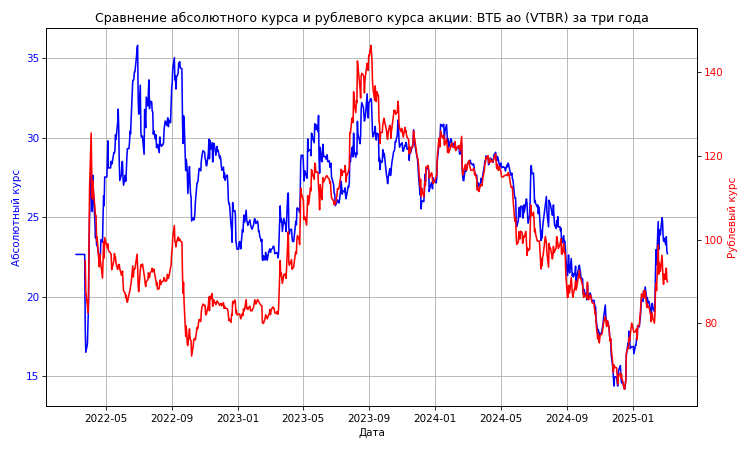 Сравнение абсолютного курса и рублевого курса акции: ВТБ ао (VTBR) за три года
35
30
25
20
15
Абсолютный курс
140
120
100
80
Рублевый курс
2022-05 2022-09 2023-01 2023-05 2023-09 2024-01 2024-05 2024-09 2025-01
Дата